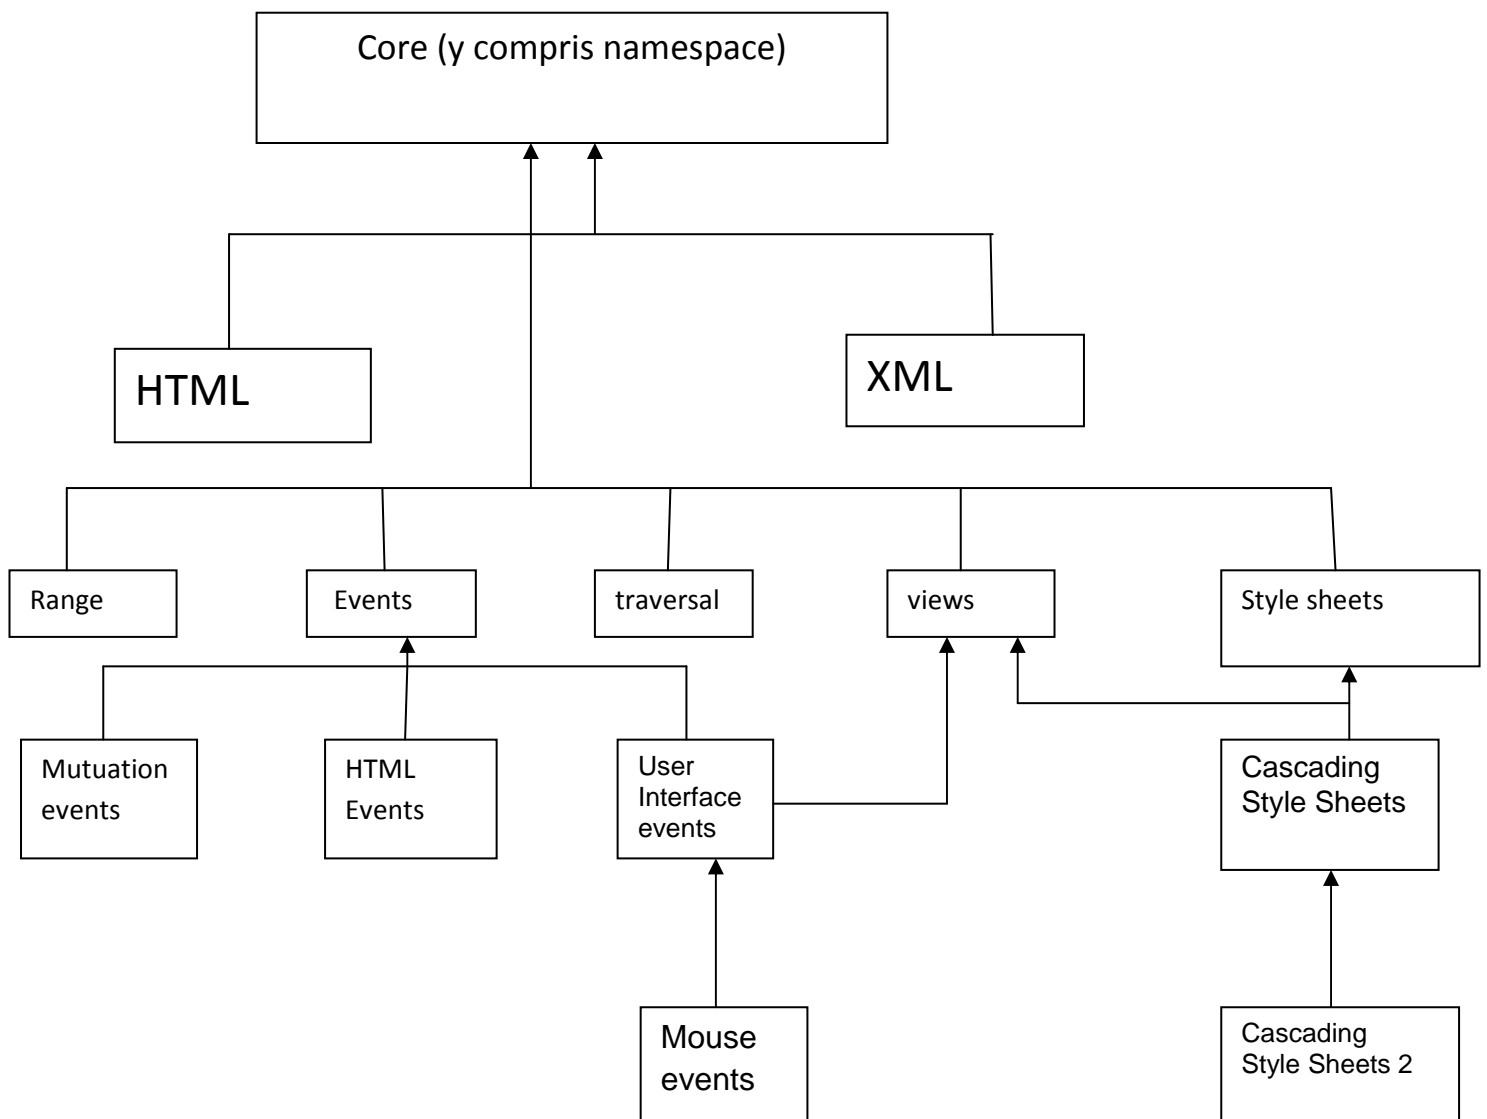 Core (y compris namespace)
HTML
XML
Range
Events
traversal
views
Style sheets
Mutuation
events
HTML
Events
User
Interface
events
Cascading
Style Sheets
Mouse
events
Cascading
Style Sheets 2